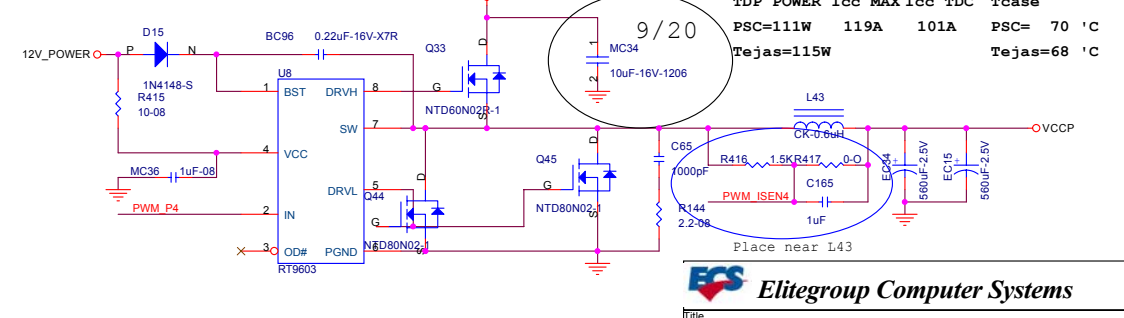 TDP POWER Icc MAX Icc TDC Tcase
PSC=111W 119A 101A PSC= 70 'C
Tejas=115W Tejas=68 'C
9/20
D15
12V_POWER
P
N
1N4148-S
R415
10-08
BC96
0.22uF-16V-X7R
Q33
D
G
S
NTD60N02R-1
1
MC34
10uF-16V-1206
2
U8
1
BST
DRVH
8
SW
7
4
VCC
MC36
1uF-08
DRVL
5
PWM_P4
2
IN
3
OD#
PGND
6
RT9603
Q44
D
G
S
NTD80N02-1
Q45
D
G
S
NTD80N02-1
C65
1000pF
R144
2.2-08
L43
CK-0.6uH
VCCP
R416
1.5K
R417
0-O
PWM_ISEN4
C165
1uF
EC34
+
560uF-2.5V
EC15
+
560uF-2.5V
Place near L43
ECS
Elitegroup Computer Systems
Title